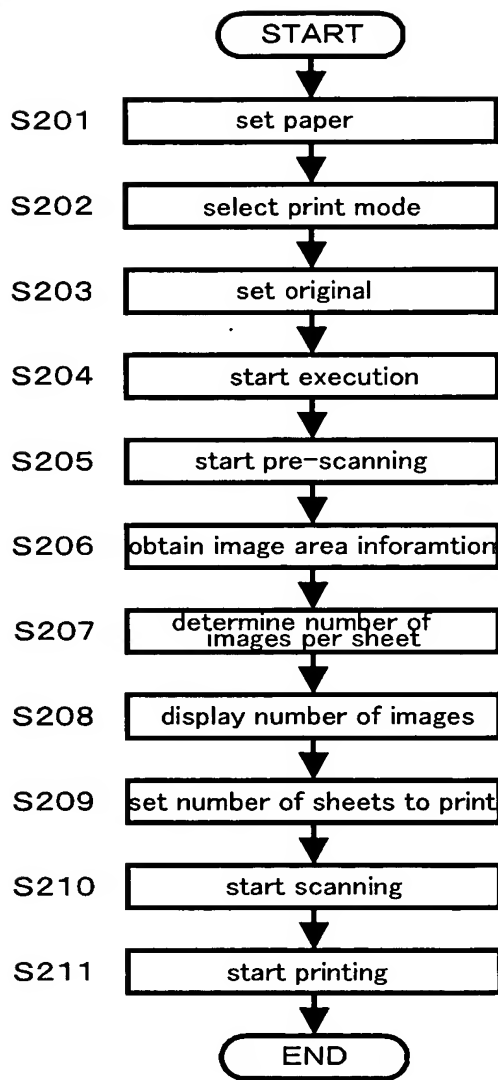 START
S201 set paper
S202 select print mode
S203 set original
S204 start execution
S205 start pre-scanning
S206 obtain image area inforamtion
S207 determine number of
images per sheet
S208 display number of images
S209 set number of sheets to print
S210 start scanning
S211 start printing
END